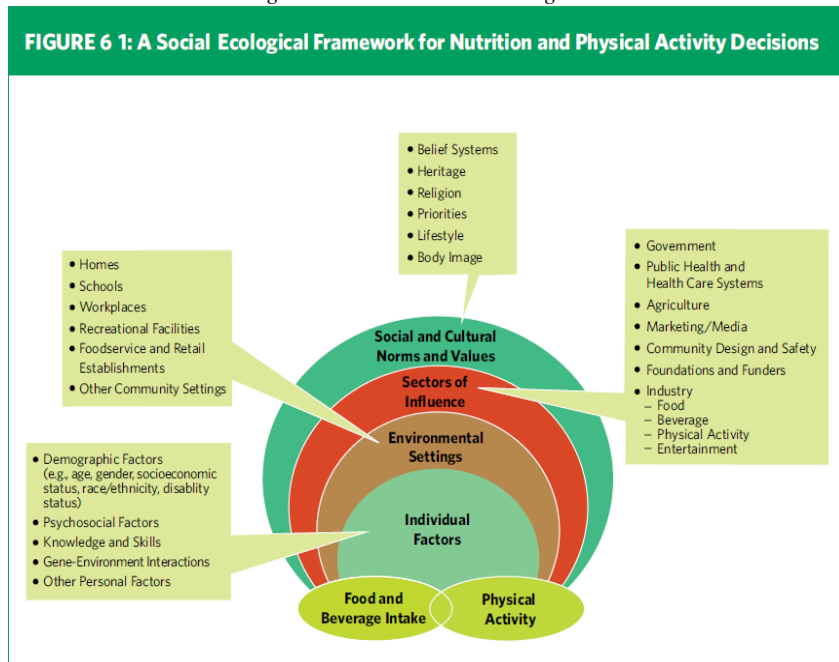 FIGURE 6 1: A Social Ecological Framework for Nutrition and Physical Activity Decisions
• Belief Systems
• Heritage
• Religion
• Priorities
• Lifestyle
• Body Image
• Homes
• Schools
• Workplaces
• Recreational Facilities
• Foodservice and Retail
Establishments
• Other Community Settings
• Government
• Public Health and
Health Care Systems
• Agriculture
• Marketing/Media
• Community Design and Safety
• Foundations and Funders
• Industry
– Food
– Beverage
– Physical Activity
– Entertainment
• Demographic Factors
(e.g., age, gender, socioeconomic
status, race/ethnicity, disablity
status)
• Psychosocial Factors
• Knowledge and Skills
• Gene-Environment Interactions
• Other Personal Factors
Social and Cultural
Norms and Values
Sectors of
Influence
Environmental
Settings
Individual
Factors
Food and
Beverage Intake
Physical
Activity